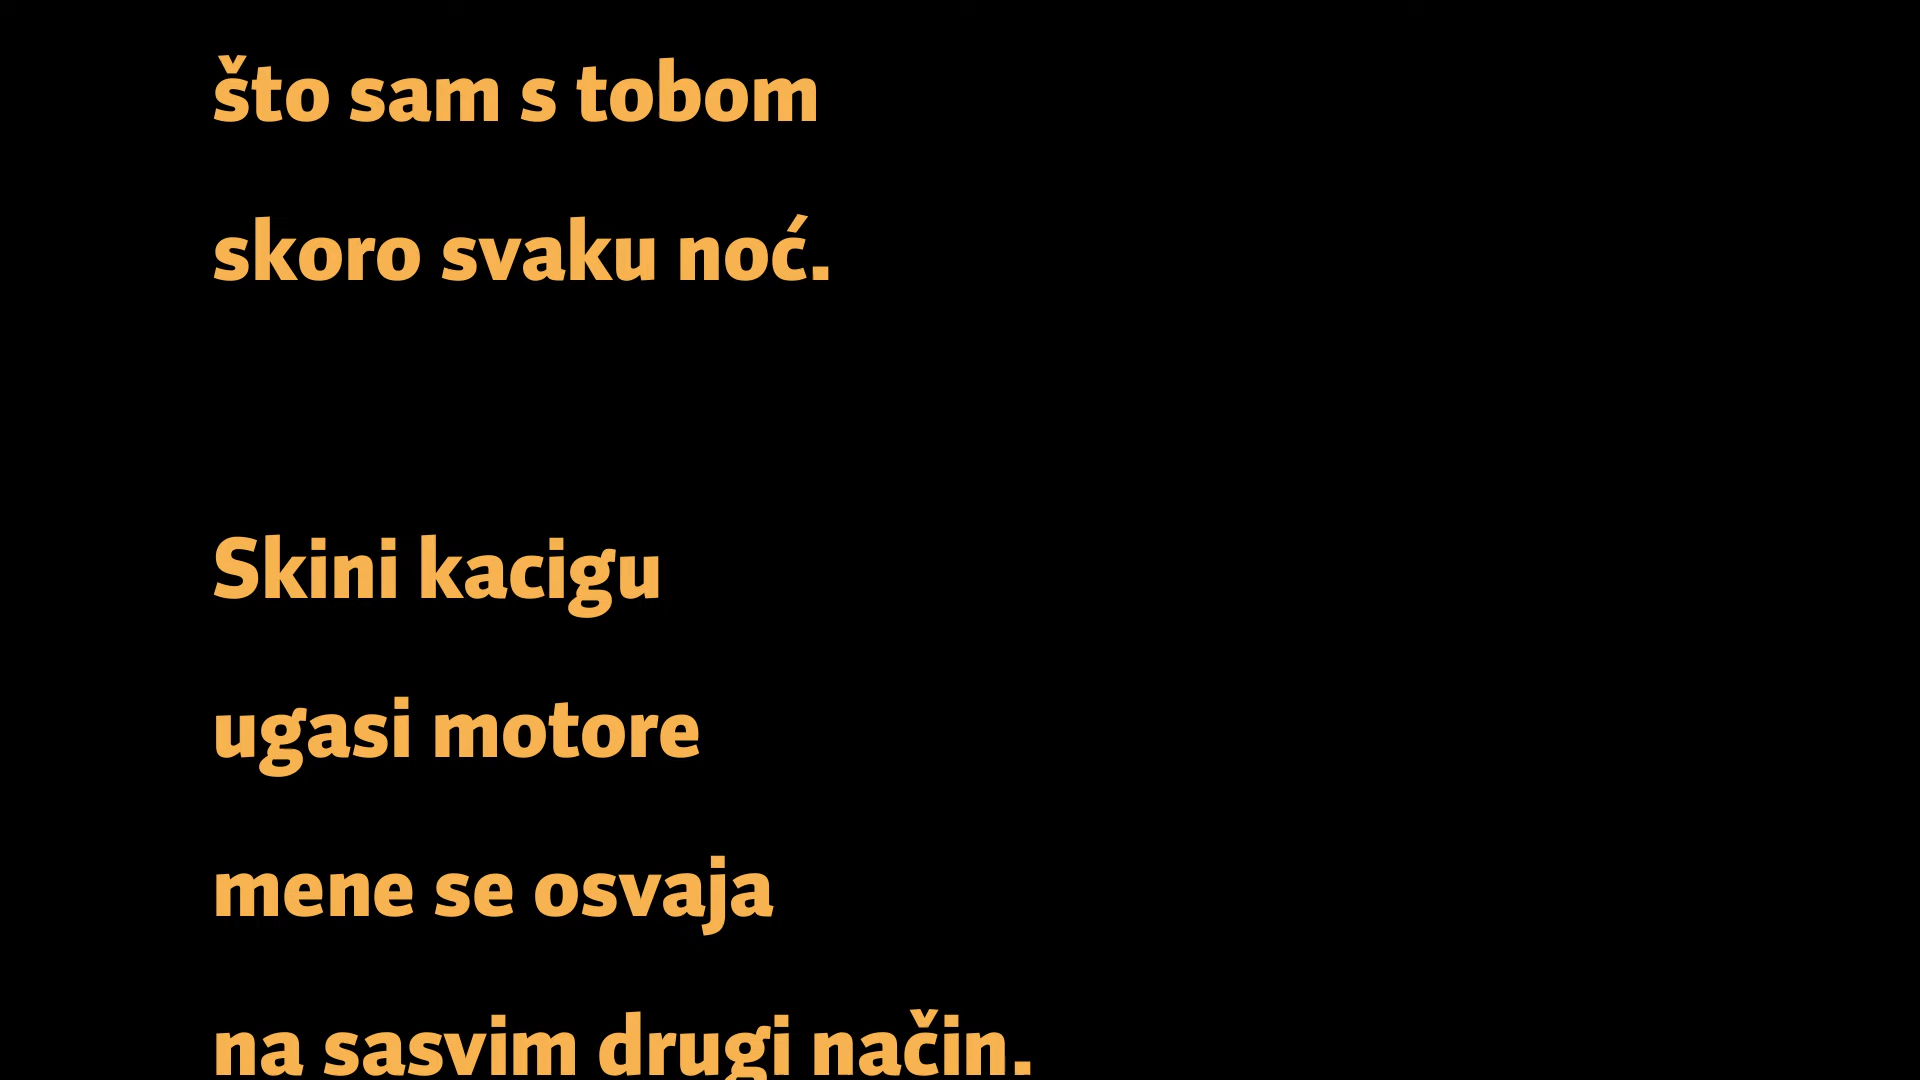 što sam s tobom
skoro svaku noć.
Skini kacigu
ugasi motore
mene se osvaja
na sasvim drugi način.